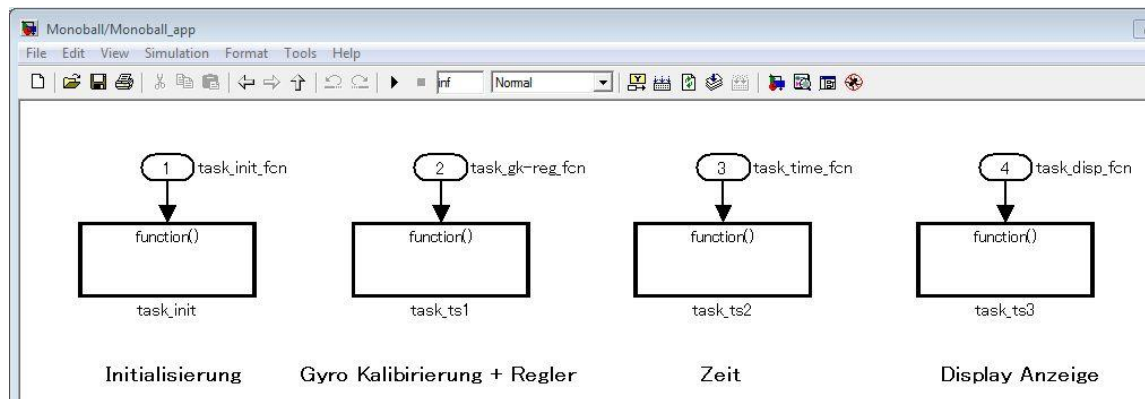 Monoball/Monoball_app
File Edit View Simulation Format Tools Help
inf Normal
1 task_init_fcn 2 task_gk-reg_fcn 3 task_time_fcn 4 task_disp_fcn
function() function() function() function()
task_init task_ts1 task_ts2 task_ts3
Initialisierung Gyro Kalibirierung + Regler Zeit Display Anzeige